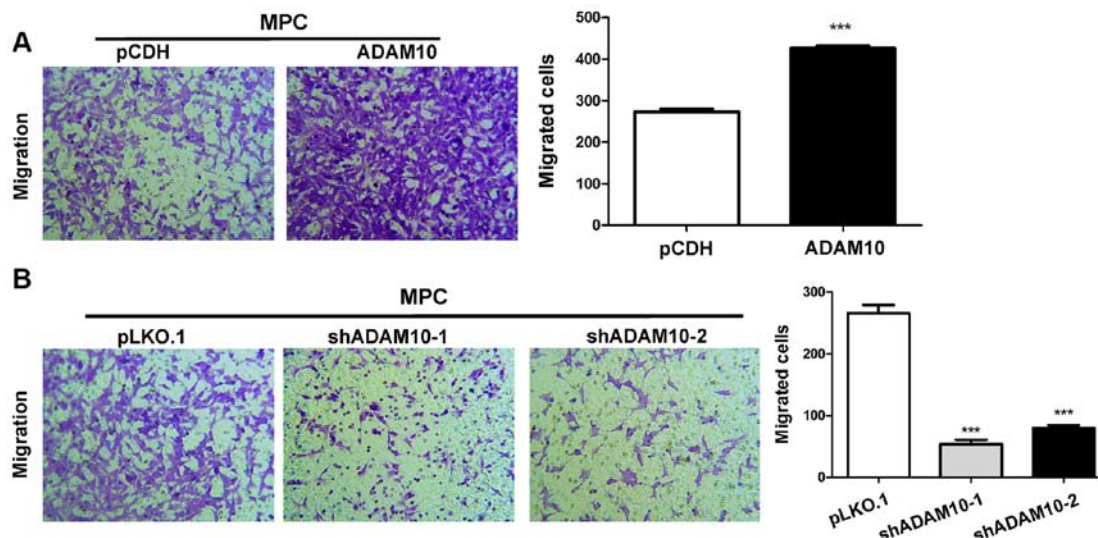 A
MPC
pCDH ADAM10
Migration
Migrated cells
500
400
300
200
100
0
***
pCDH ADAM10
B
MPC
pLKO.1 shADAM10-1 shADAM10-2
Migration
Migrated cells
300
200
100
0
***
***
pLKO.1 shADAM10-1 shADAM10-2